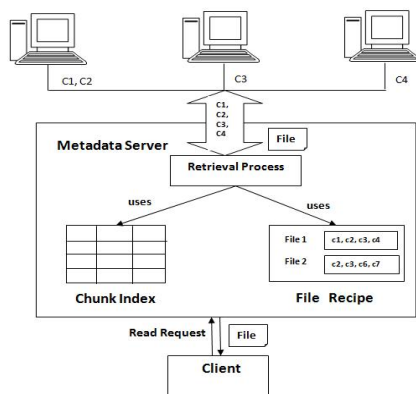 C1, C2
C3
C4
C1,
C2,
C3,
C4
File
Metadata Server
Retrieval Process
uses
uses
File 1
c1, c2, c3, c4
File 2
c2, c3, c6, c7
Chunk Index
File Recipe
Read Request
File
Client